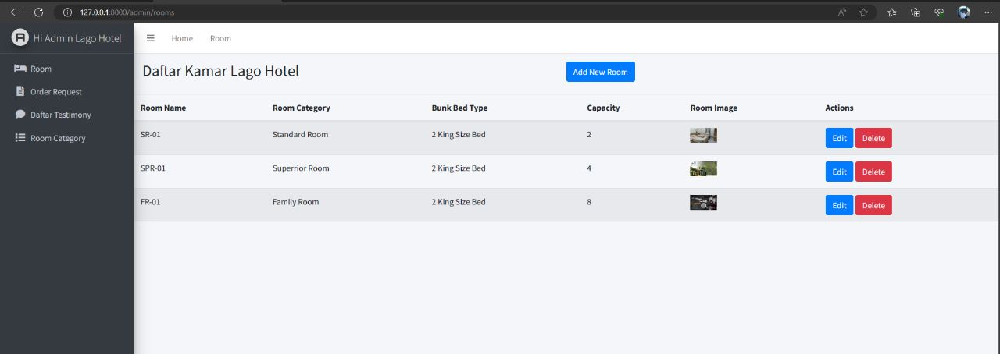 127.0.0.1:8000/admin/rooms
A Hi Admin Lago Hotel
Home Room
Room
Order Request
Daftar Testimony
Room Category
Daftar Kamar Lago Hotel Add New Room
Room Name Room Category Bunk Bed Type Capacity Room Image Actions
SR-01 Standard Room 2 King Size Bed 2 Edit Delete
SPR-01 Superrior Room 2 King Size Bed 4 Edit Delete
FR-01 Family Room 2 King Size Bed 8 Edit Delete